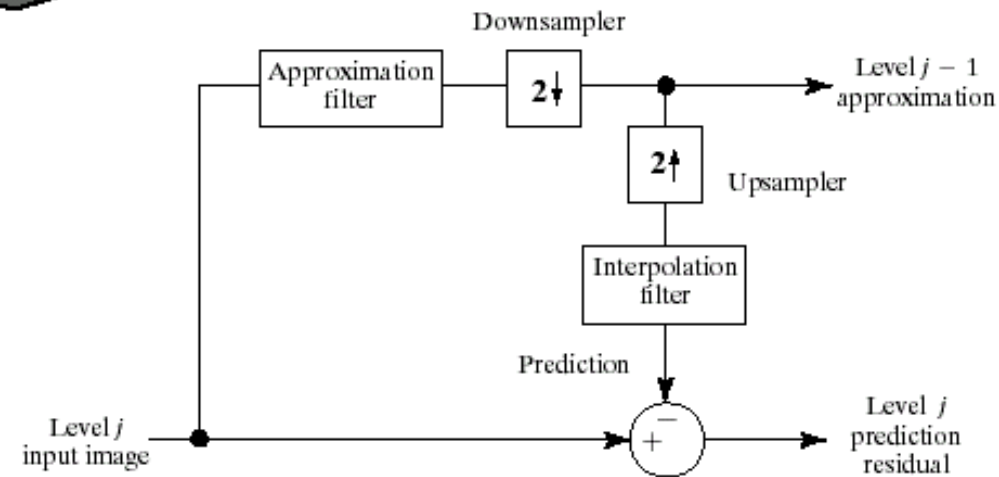 Downsampler
Approximation
filter
2↓
Level j − 1
approximation
2↑
Upsampler
Interpolation
filter
Prediction
−
+
Level j
input image
Level j
prediction
residual